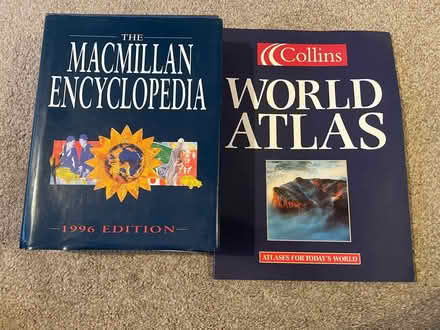 THE
MACMILLAN
ENCYCLOPEDIA
1996 EDITION
Collins
WORLD
ATLAS
ATLASES FOR TODAY'S WORLD